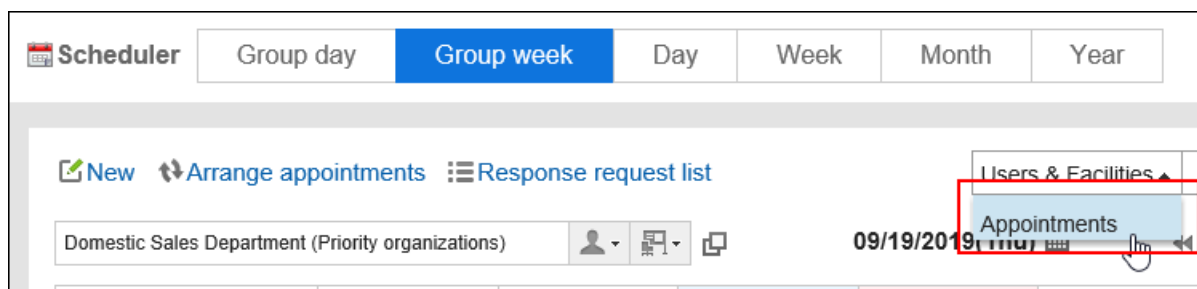 Scheduler Group day Group week Day Week Month Year
New Arrange appointments Response request list Users & Facilities
Appointments
Domestic Sales Department (Priority organizations) 09/19/2019(Thu)